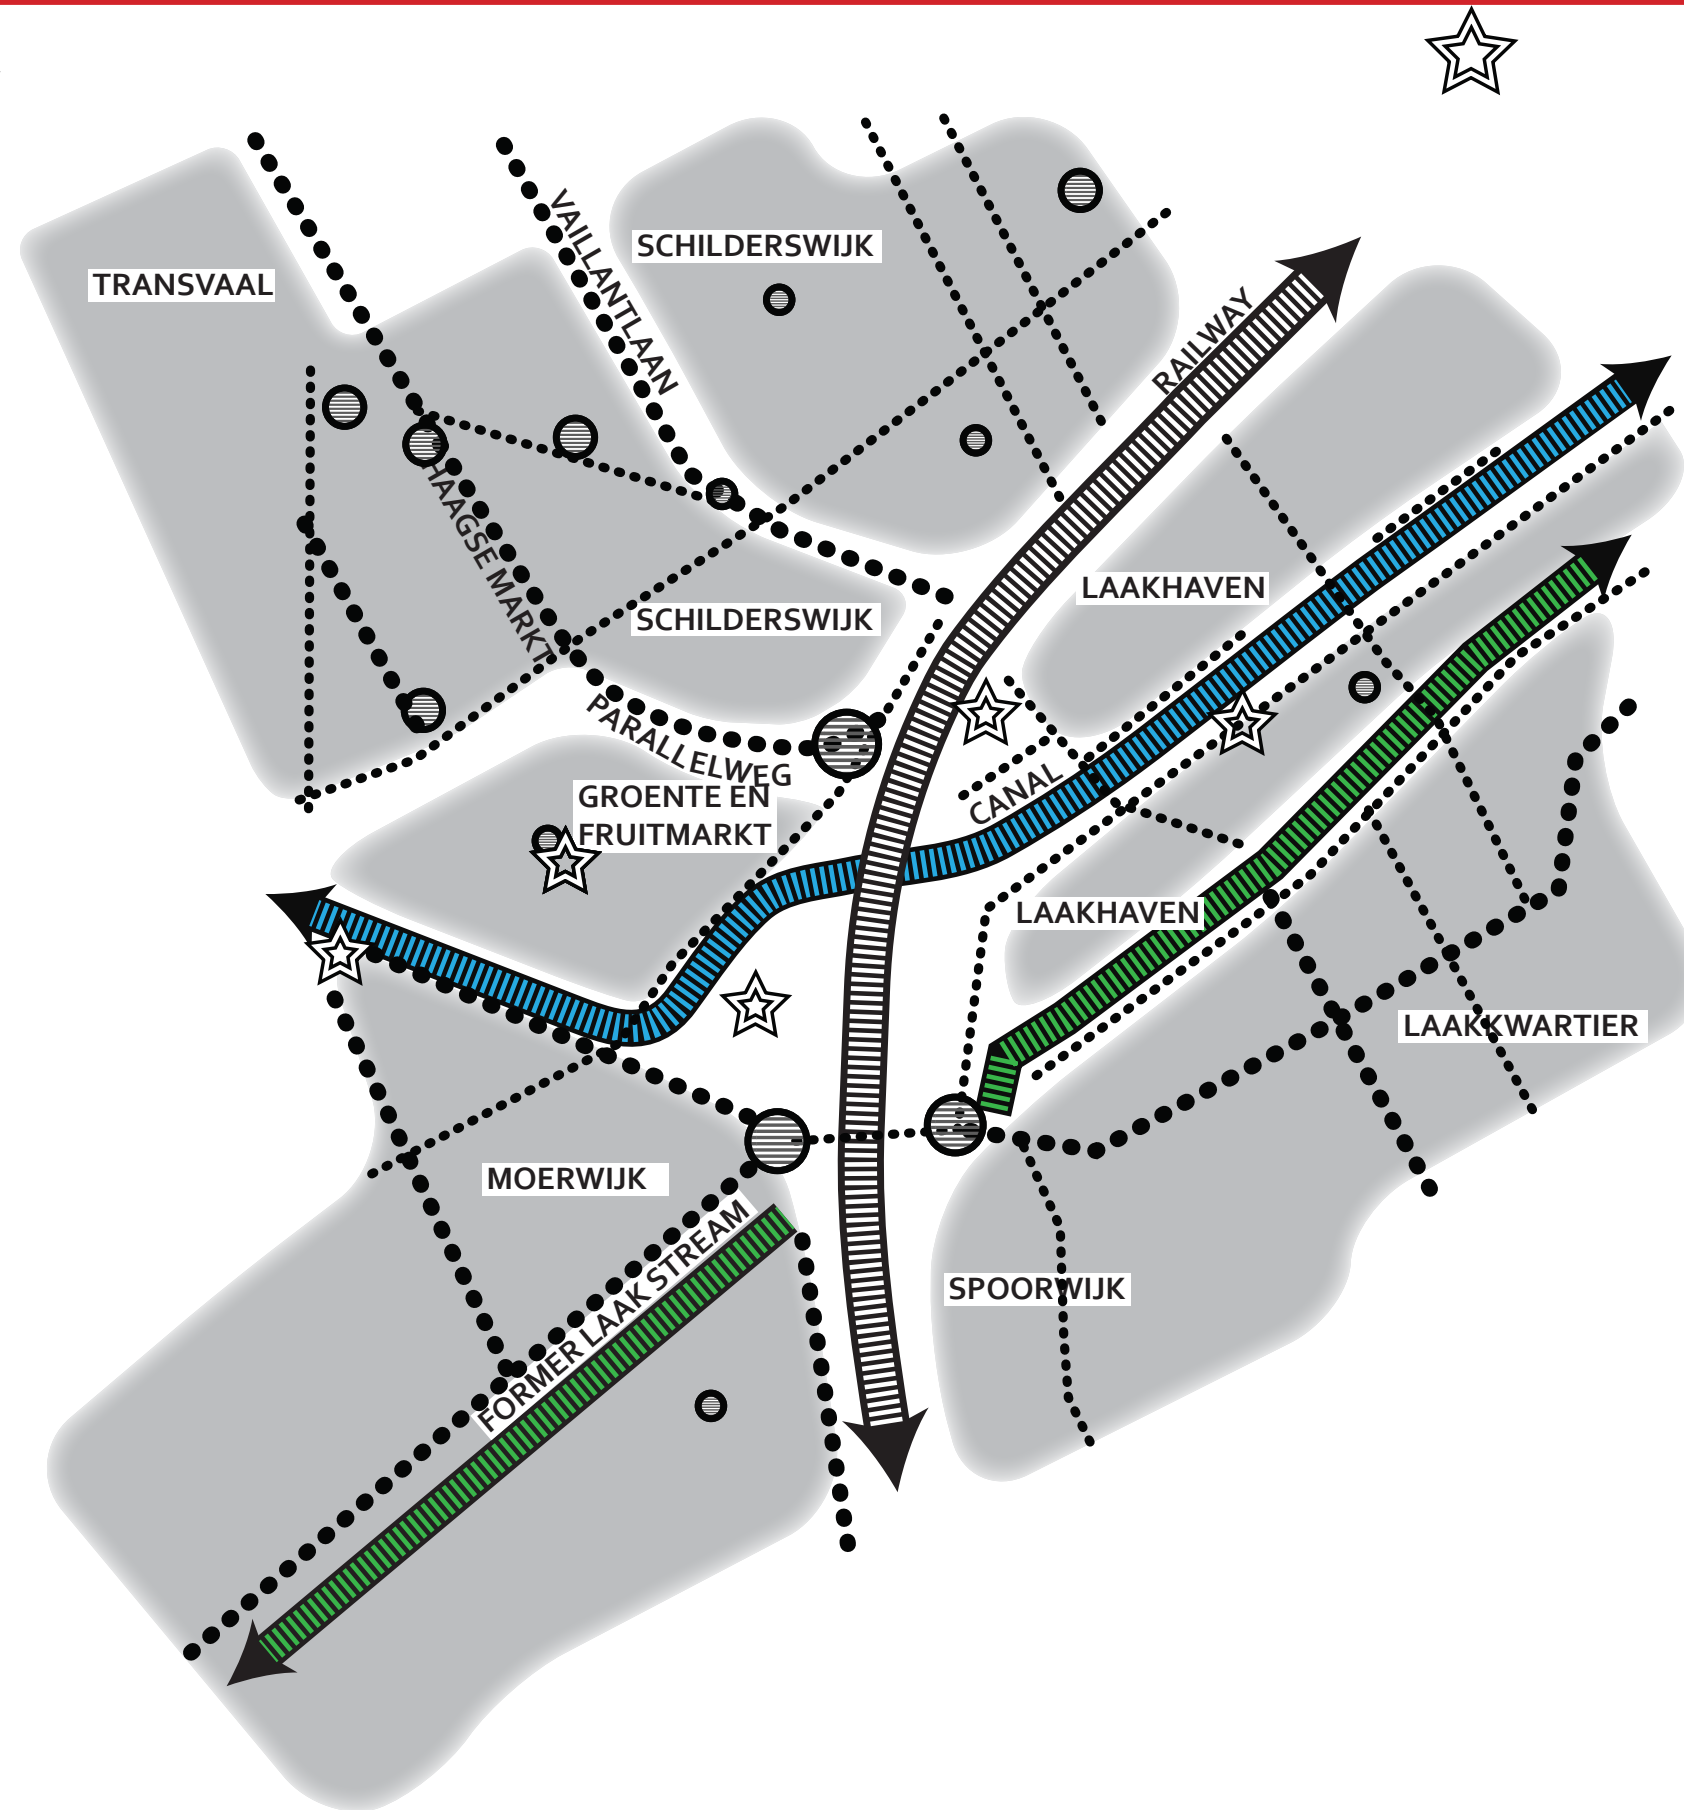 SCHILDERSWIJK
TRANSVAAL
VAILLANTLAAN
RAILWAY
HAAGSE MARKT
LAAKHAVEN
SCHILDERSWIJK
PARALLELWEG
GROENTE EN
FRUITMARKT
CANAL
LAAKHAVEN
LAAKKWARTIER
MOERWIJK
SPOORWIJK
FORMER LAAK STREAM